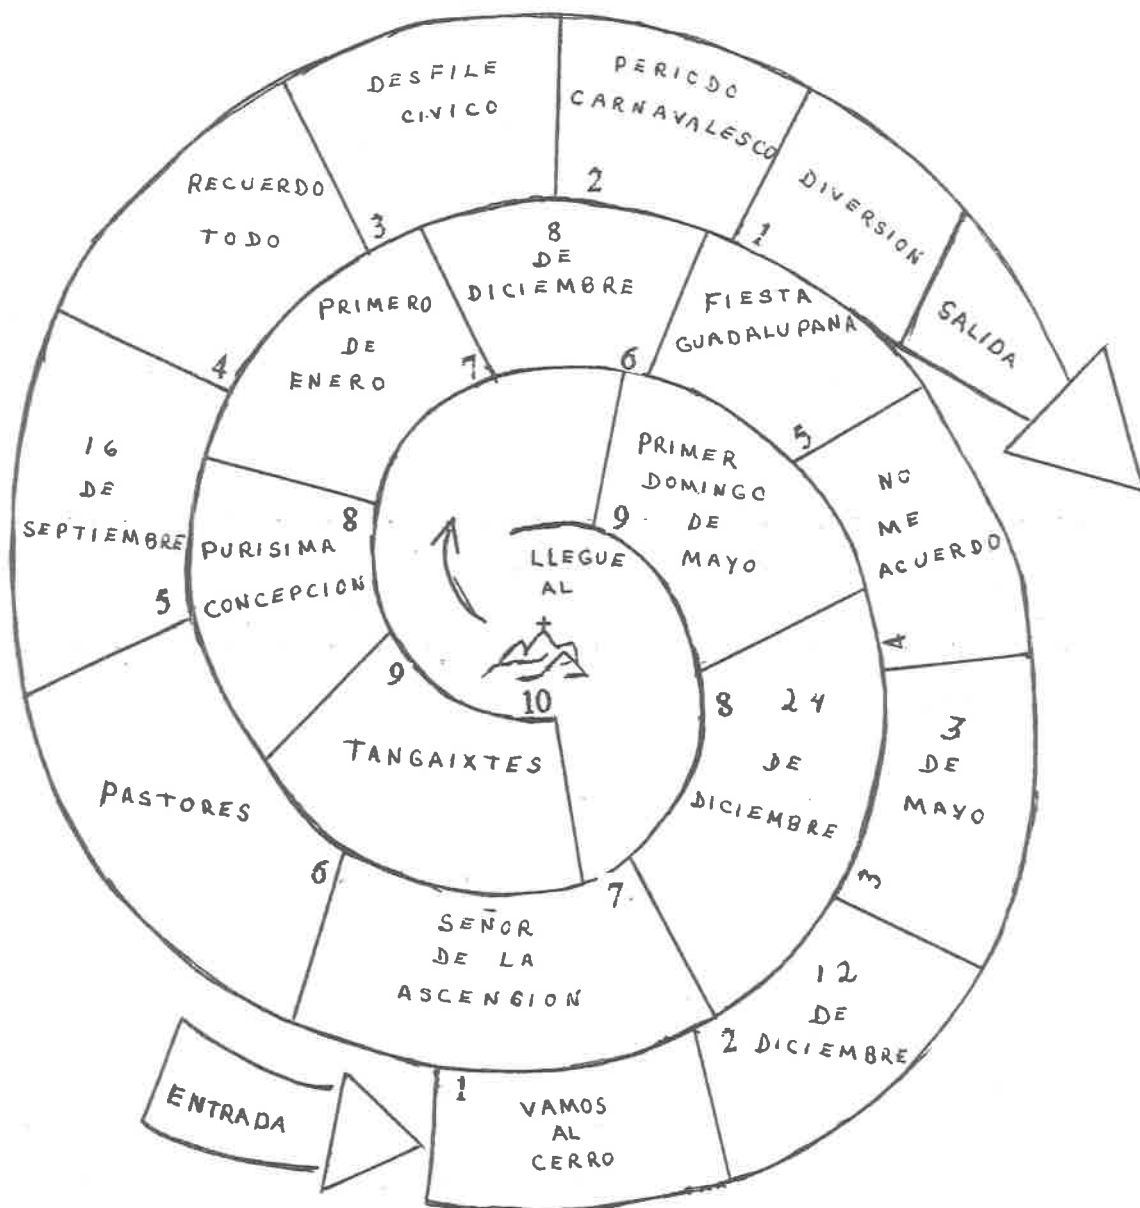 ENTRADA
1
VAMOS
AL
CERRO
2
12
DE
DICIEMBRE
3
3
DE
MAYO
4
NO
ME
ACUERDO
5
FIESTA
GUADALUPANA
6
8
DE
DICIEMBRE
7
PRIMERO
DE
ENERO
8
PURISIMA
CONCEPCION
9
TANGAIXTES
10
LLEGUE
AL
9
PRIMER
DOMINGO
DE
MAYO
8
24
DE
DICIEMBRE
7
SEÑOR
DE LA
ASCENSION
6
PASTORES
5
16
DE
SEPTIEMBRE
4
RECUERDO
TODO
3
DESFILE
CIVICO
2
PERIODO
CARNAVALESCO
1
DIVERSION
SALIDA